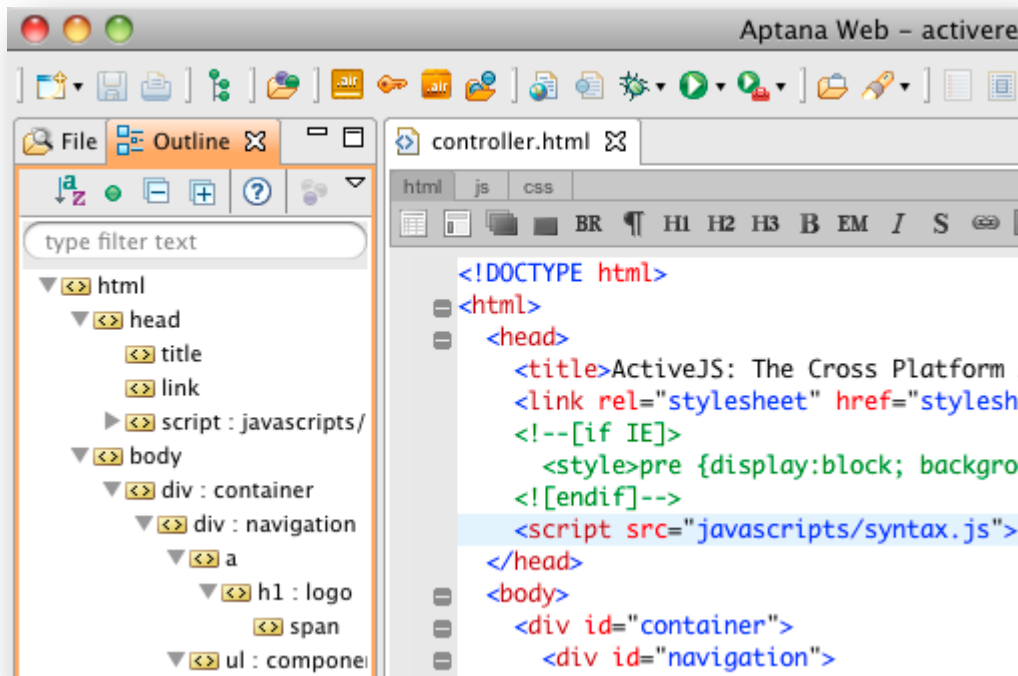 Aptana Web – activere
.air
.air
File
Outline
controller.html
a
z
?
html
js
css
BR ¶ H1 H2 H3 B EM I S
type filter text
html
head
title
link
script : javascripts/
body
div : container
div : navigation
a
h1 : logo
span
ul : compone
<!DOCTYPE html>
<html>
<head>
<title>ActiveJS: The Cross Platform
<link rel="stylesheet" href="stylesh
<!--[if IE]>
<style>pre {display:block; backgro
<![endif]-->
<script src="javascripts/syntax.js">
</head>
<body>
<div id="container">
<div id="navigation">